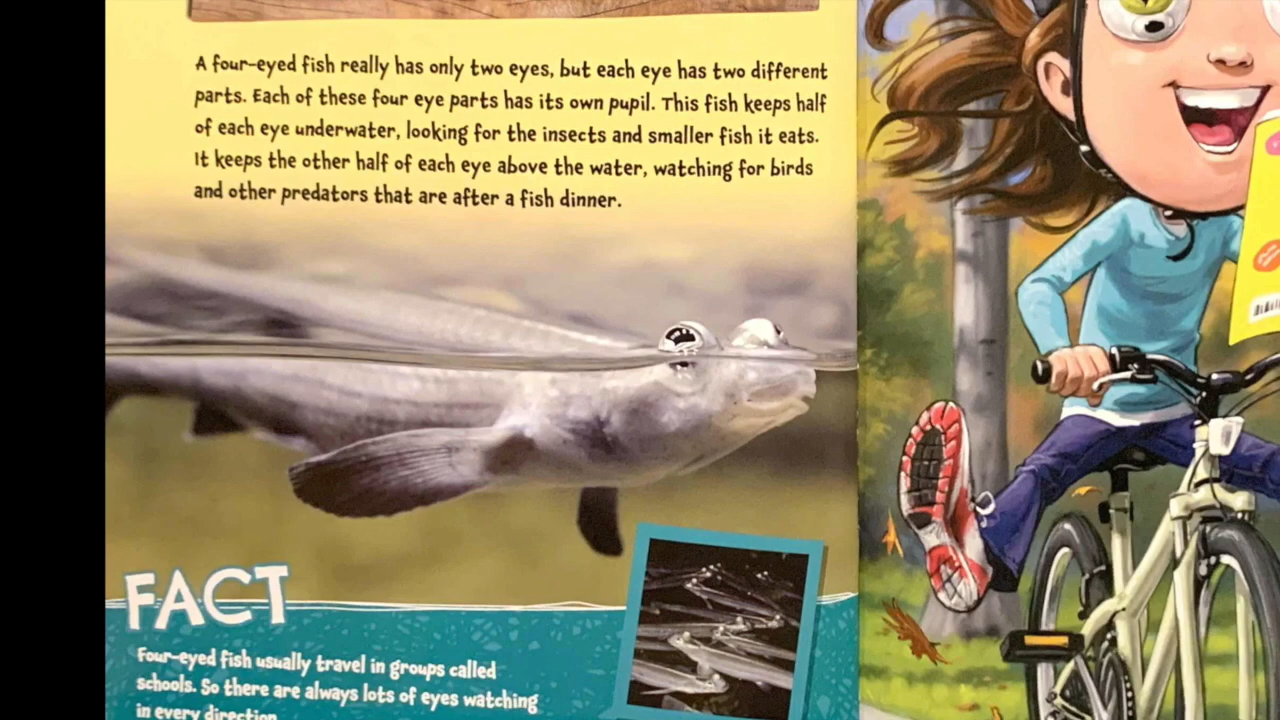 A four-eyed fish really has only two eyes, but each eye has two different
parts. Each of these four eye parts has its own pupil. This fish keeps half
of each eye underwater, looking for the insects and smaller fish it eats.
It keeps the other half of each eye above the water, watching for birds
and other predators that are after a fish dinner.
FACT
Four-eyed fish usually travel in groups called
schools. So there are always lots of eyes watching
in every direction.